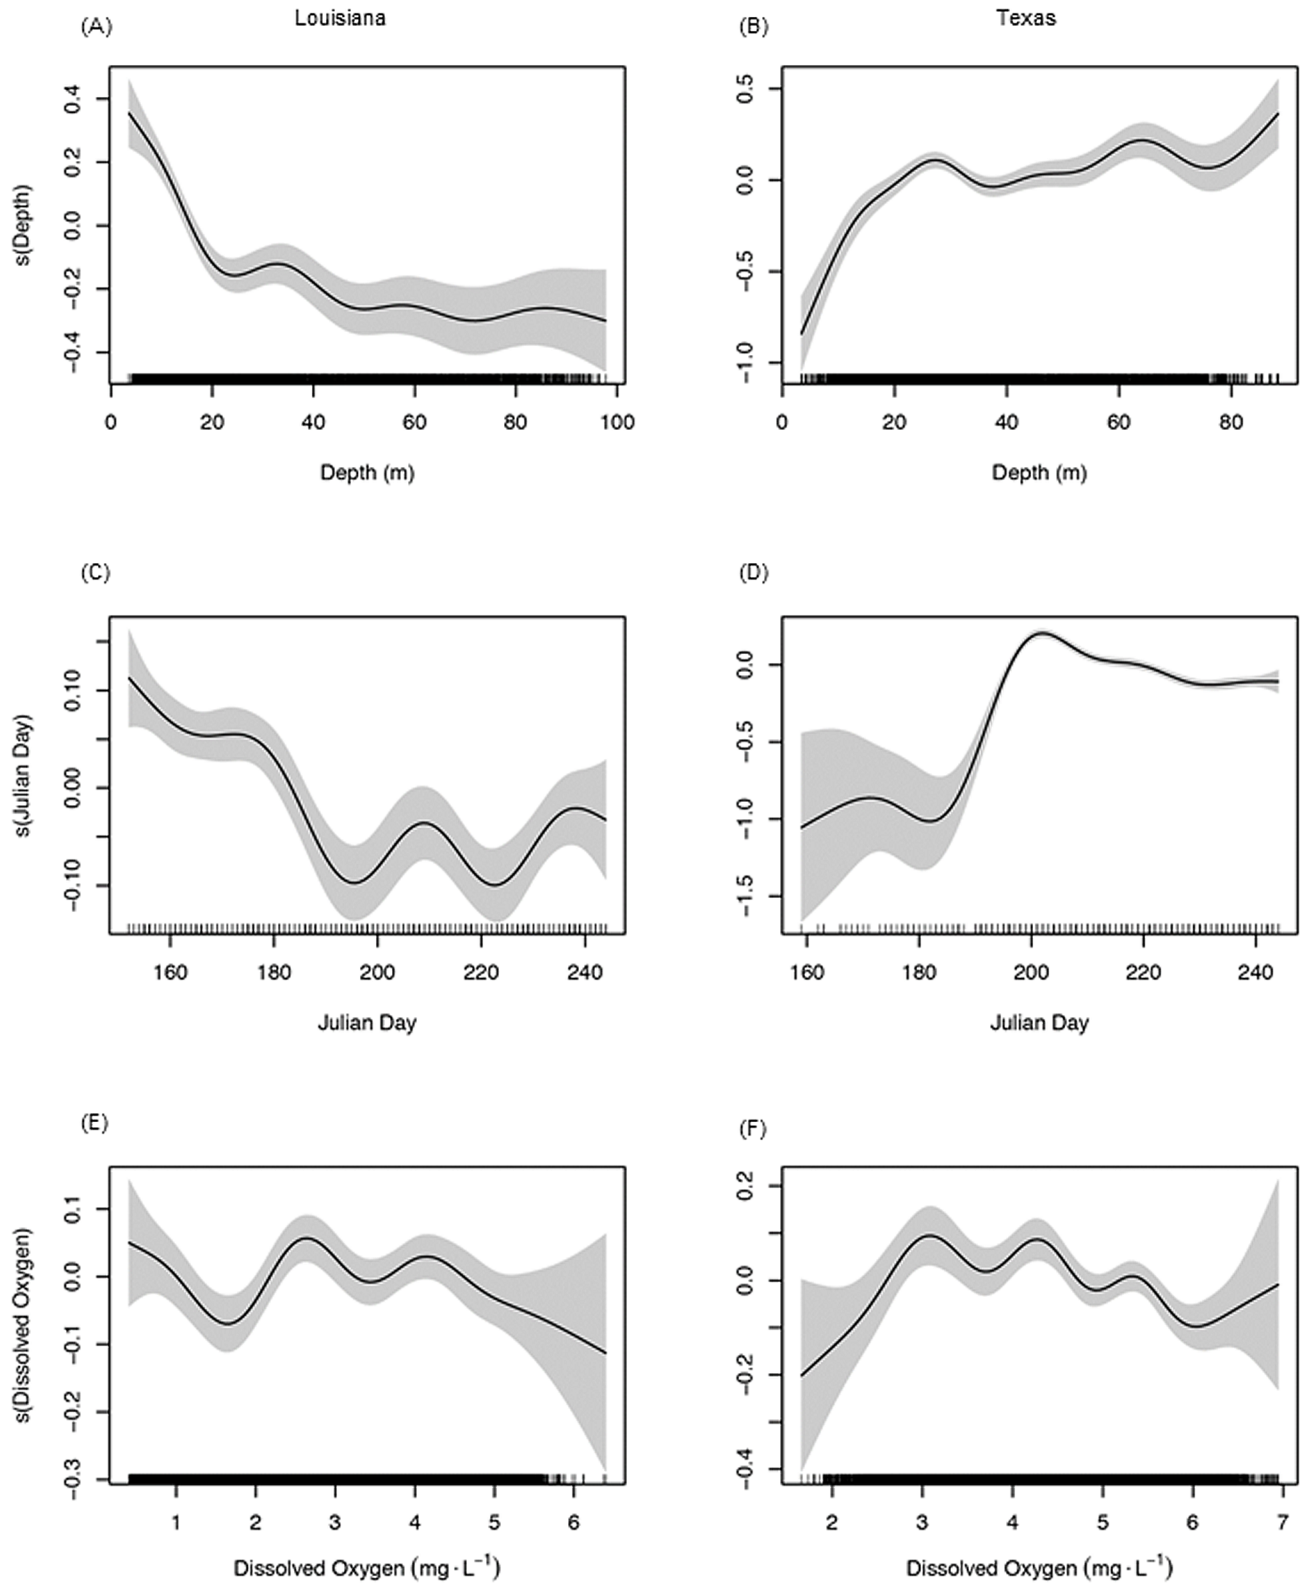 (A) Louisiana (B) Texas
s(Depth)
0.4
0.2
0.0
−0.2
−0.4
0 20 40 60 80 100
Depth (m)
0.5
0.0
−0.5
−1.0
0 20 40 60 80
Depth (m)
(C) (D)
s(Julian Day)
0.10
0.00
−0.10
160 180 200 220 240
Julian Day
0.0
−0.5
−1.0
−1.5
160 180 200 220 240
Julian Day
(E) (F)
s(Dissolved Oxygen)
0.1
0.0
−0.1
−0.2
−0.3
1 2 3 4 5 6
Dissolved Oxygen (mg · L⁻¹)
0.2
0.0
−0.2
−0.4
2 3 4 5 6 7
Dissolved Oxygen (mg · L⁻¹)